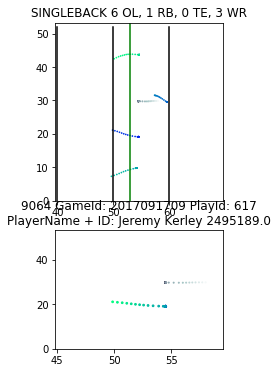 SINGLEBACK 6 OL, 1 RB, 0 TE, 3 WR
50
40
30
20
10
0
40 50 60
9064 GameId: 2017091709 PlayId: 617
PlayerName + ID: Jeremy Kerley 2495189.0
40
20
0
45 50 55